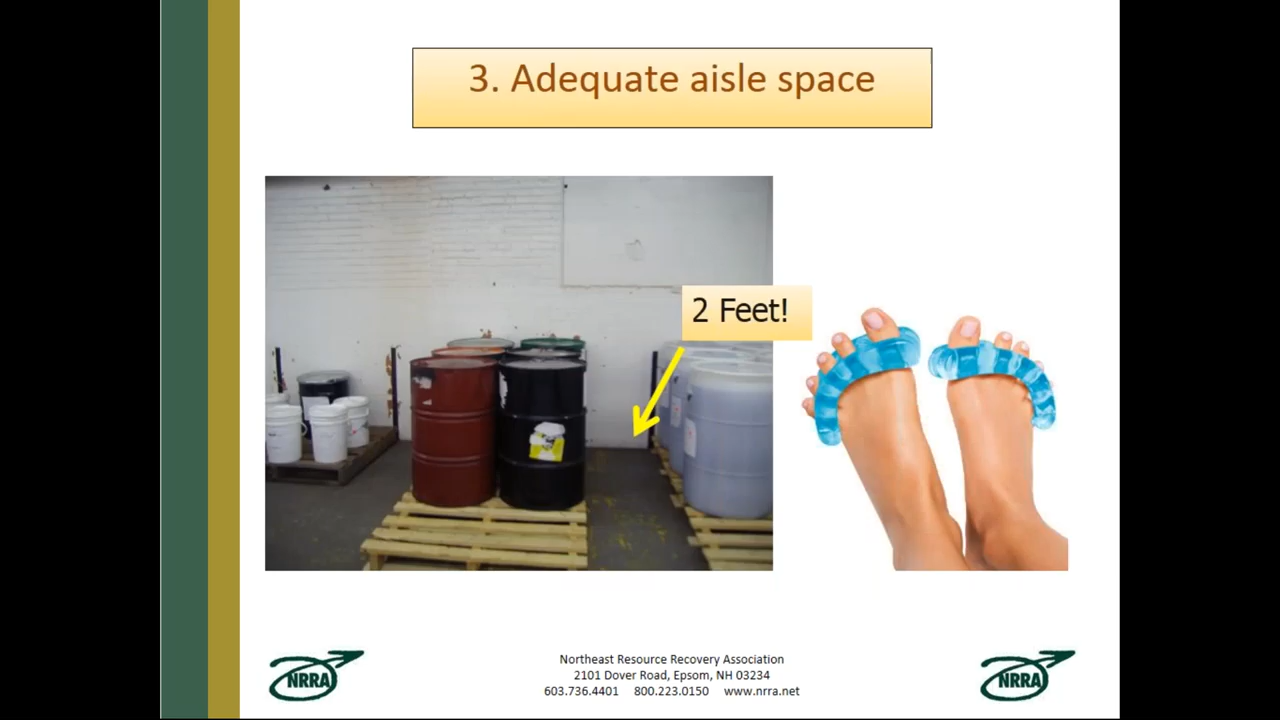 3. Adequate aisle space
2 Feet!
Northeast Resource Recovery Association
2101 Dover Road, Epsom, NH 03234
603.736.4401 800.223.0150 www.nrra.net
NRRA
NRRA